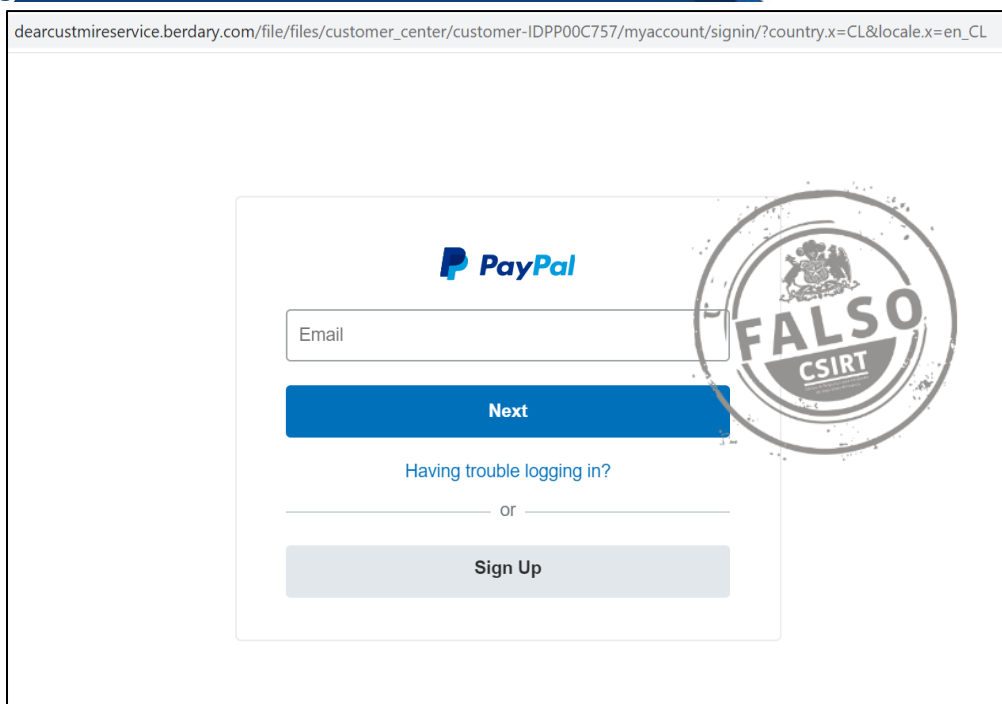 dearcustmireservice.berdary.com/file/files/customer_center/customer-IDPP00C757/myaccount/signin/?country.x=CL&locale.x=en_CL
PayPal
Email
FALSO
CSIRT
Next
Having trouble logging in?
or
Sign Up